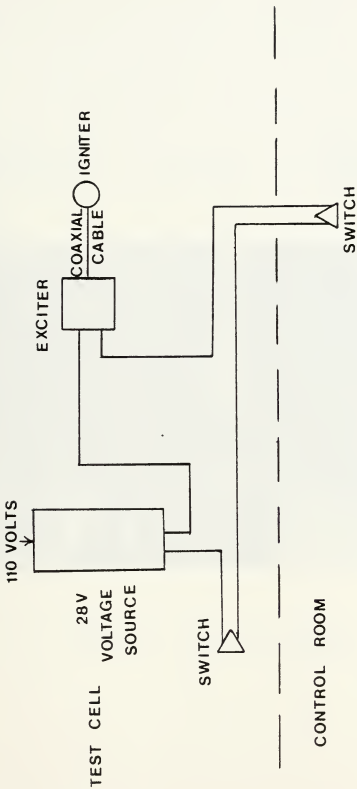 110 VOLTS
28V
VOLTAGE
SOURCE
TEST CELL
EXCITER
COAXIAL
CABLE
IGNITER
SWITCH
SWITCH
CONTROL ROOM